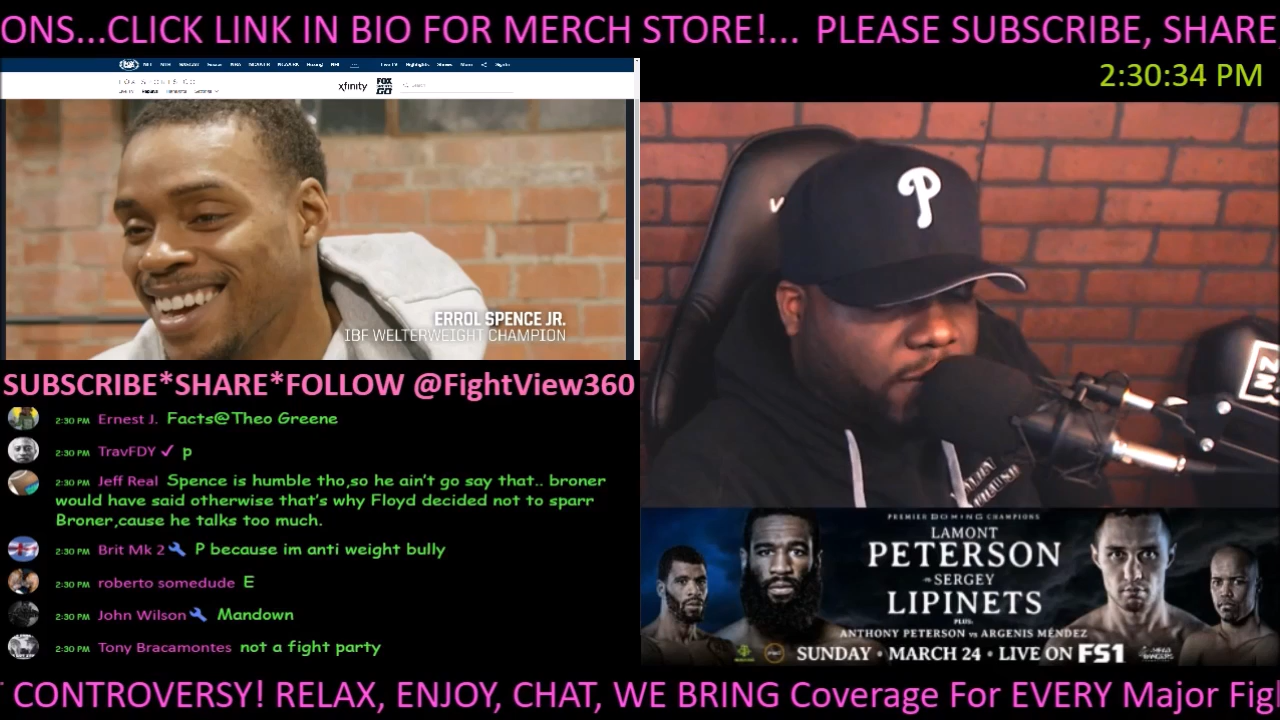 ONS...CLICK LINK IN BIO FOR MERCH STORE!... PLEASE SUBSCRIBE, SHARE
2:30:34 PM
xfinity
FOX SPORTS GO
ERROL SPENCE JR.
IBF WELTERWEIGHT CHAMPION
P
SUBSCRIBE*SHARE*FOLLOW @FightView360
2:30 PM Ernest J. Facts@Theo Greene
2:30 PM TravFDY ✓ p
2:30 PM Jeff Real Spence is humble tho,so he ain't go say that.. broner
would have said otherwise that's why Floyd decided not to sparr
Broner,cause he talks too much.
2:30 PM Brit Mk 2 P because im anti weight bully
2:30 PM roberto somedude E
2:30 PM John Wilson Mandown
2:30 PM Tony Bracamontes not a fight party
PREMIER BOXING CHAMPIONS
LAMONT
PETERSON
vs SERGEY
LIPINETS
PLUS:
ANTHONY PETERSON vs ARGENIS MÉNDEZ
SUNDAY • MARCH 24 • LIVE ON FS1
CONTROVERSY! RELAX, ENJOY, CHAT, WE BRING Coverage For EVERY Major Fig